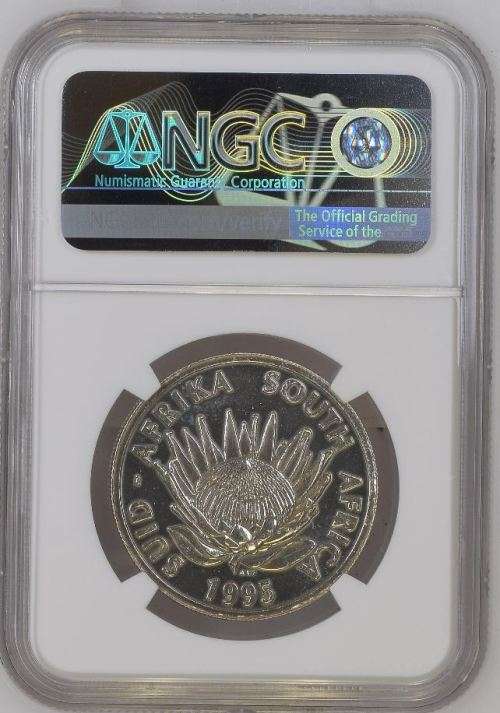 NGC
Numismatic Guaranty Corporation
The Official Grading
Service of the
SUID - AFRIKA SOUTH AFRICA
1995